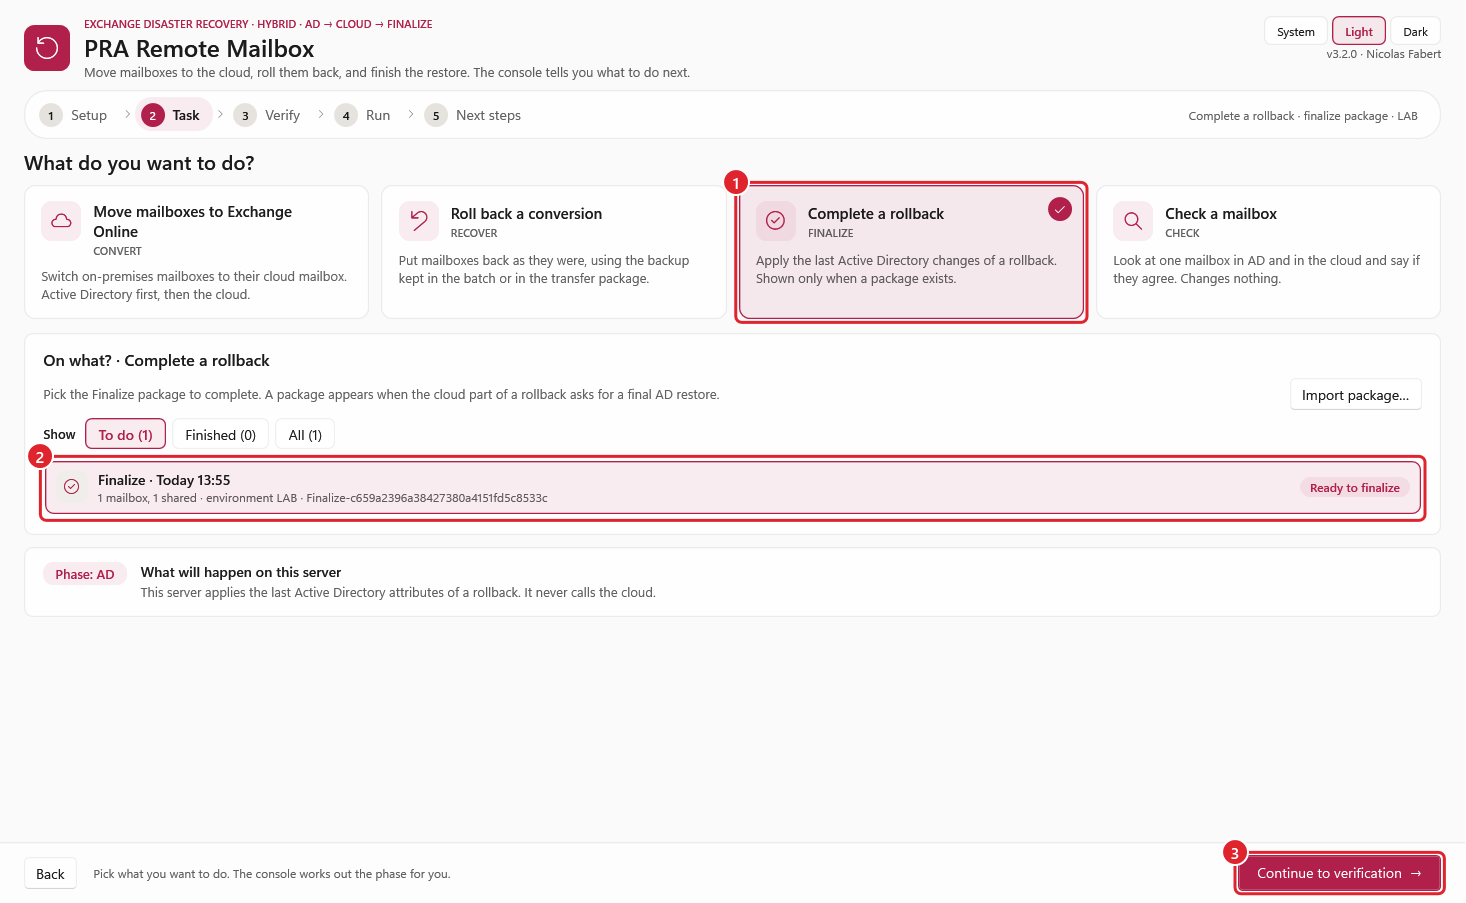 EXCHANGE DISASTER RECOVERY · HYBRID · AD → CLOUD → FINALIZE
PRA Remote Mailbox
Move mailboxes to the cloud, roll them back, and finish the restore. The console tells you what to do next.
System
Light
Dark
v3.2.0 · Nicolas Fabert
1 Setup
2 Task
3 Verify
4 Run
5 Next steps
Complete a rollback · finalize package · LAB
What do you want to do?
Move mailboxes to Exchange
Online
CONVERT
Switch on-premises mailboxes to their cloud mailbox.
Active Directory first, then the cloud.
Roll back a conversion
RECOVER
Put mailboxes back as they were, using the backup
kept in the batch or in the transfer package.
1
Complete a rollback
FINALIZE
Apply the last Active Directory changes of a rollback.
Shown only when a package exists.
Check a mailbox
CHECK
Look at one mailbox in AD and in the cloud and say if
they agree. Changes nothing.
On what? · Complete a rollback
Pick the Finalize package to complete. A package appears when the cloud part of a rollback asks for a final AD restore.
Import package...
Show
To do (1)
Finished (0)
All (1)
2
Finalize · Today 13:55
1 mailbox, 1 shared · environment LAB · Finalize-c659a2396a38427380a4151fd5c8533c
Ready to finalize
Phase: AD
What will happen on this server
This server applies the last Active Directory attributes of a rollback. It never calls the cloud.
Back
Pick what you want to do. The console works out the phase for you.
3
Continue to verification →